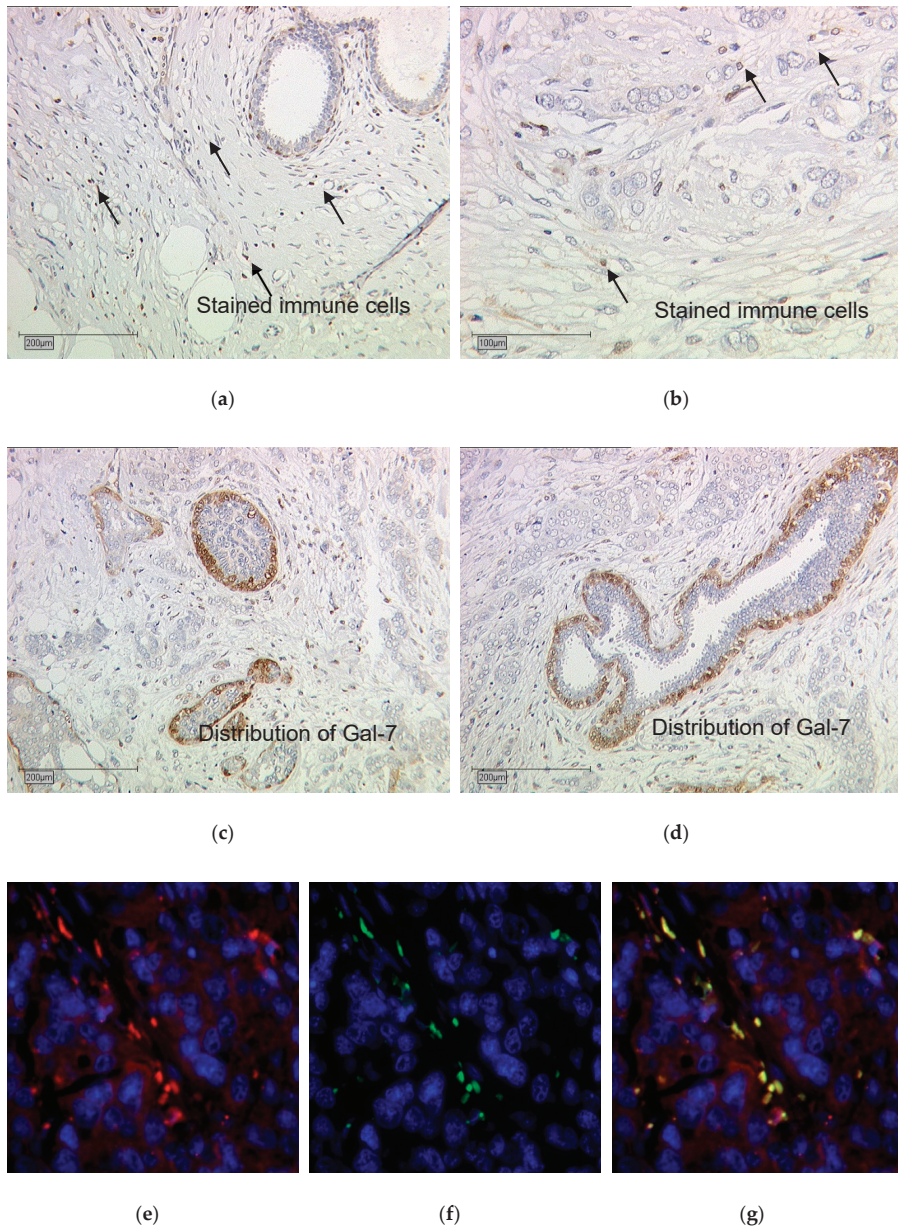 Stained immune cells
200µm
(a)
Stained immune cells
100µm
(b)
Distribution of Gal-7
200µm
(c)
Distribution of Gal-7
200µm
(d)
(e)
(f)
(g)